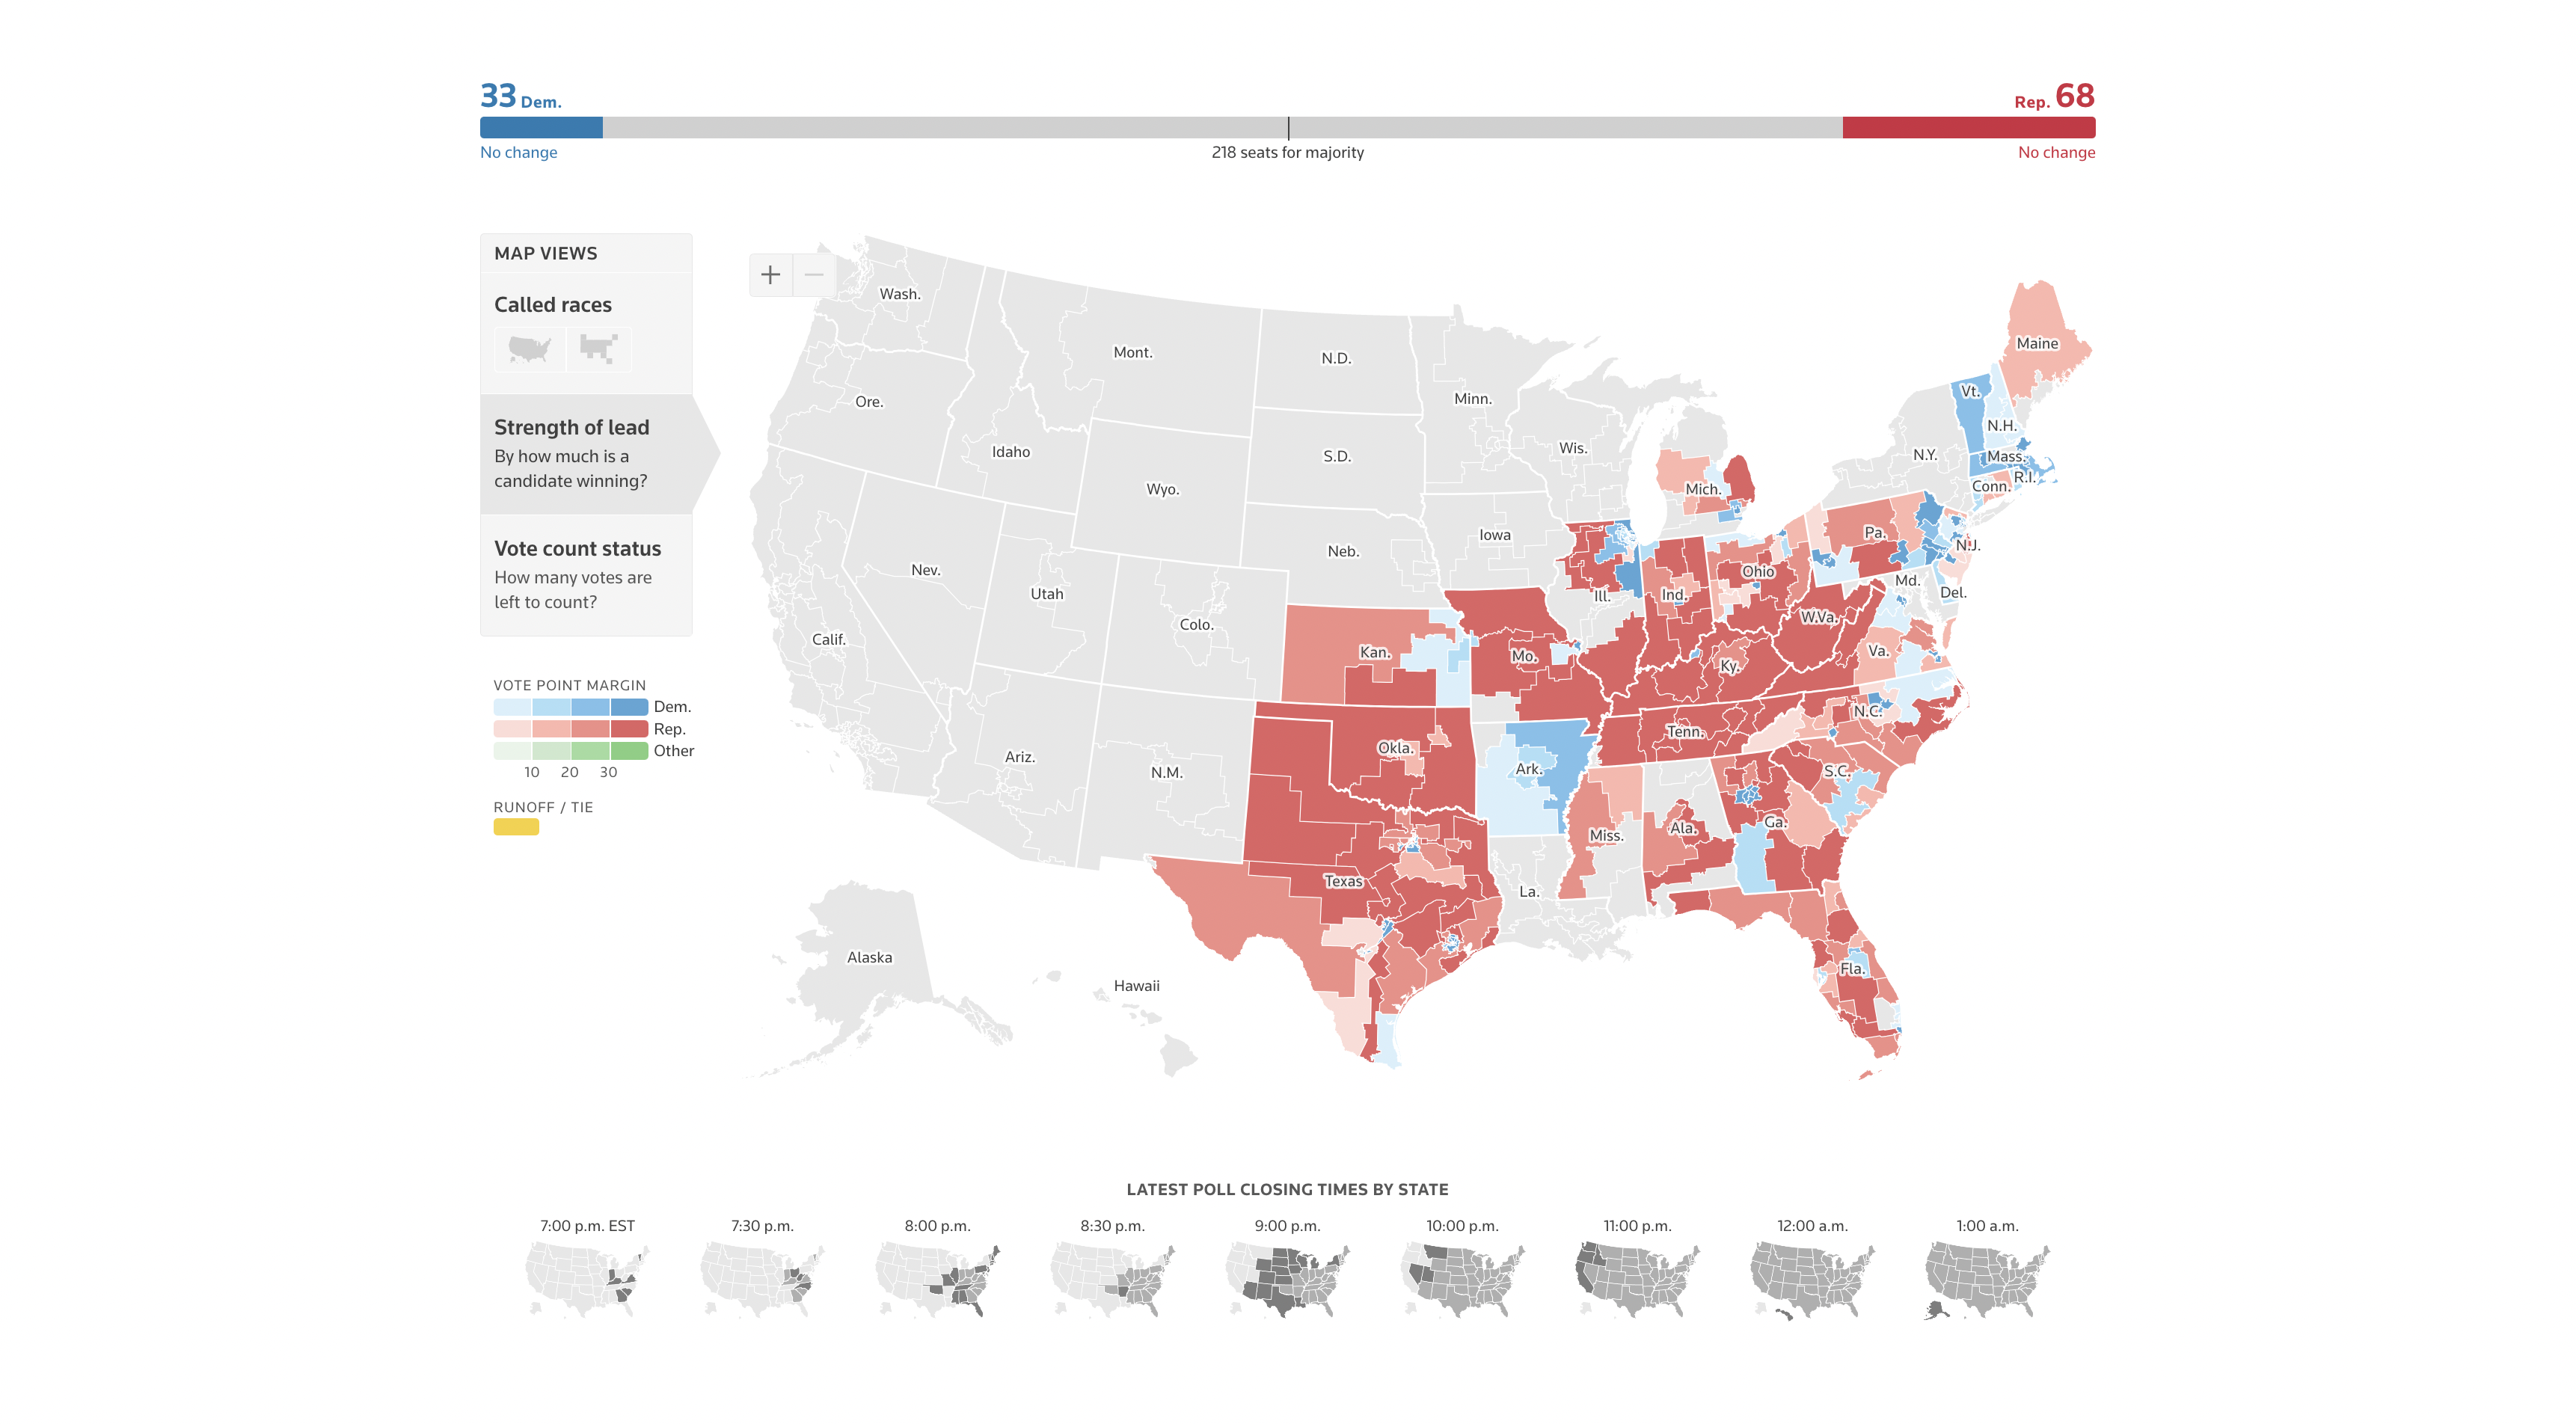 33 Dem.
Rep. 68
No change
218 seats for majority
No change
MAP VIEWS
Called races
Strength of lead
By how much is a
candidate winning?
Vote count status
How many votes are
left to count?
VOTE POINT MARGIN
Dem.
Rep.
Other
10 20 30
RUNOFF / TIE
+ −
Wash.
Maine
Mont.
N.D.
Vt.
Ore.
Minn.
N.H.
Idaho
S.D.
Wis.
N.Y.
Mass.
R.I.
Wyo.
Mich.
Conn.
Neb.
Iowa
Pa.
N.J.
Nev.
Utah
Ill.
Ind.
Ohio
Md.
Del.
Calif.
Colo.
Kan.
Mo.
Ky.
W.Va.
Va.
Ariz.
N.M.
Okla.
Ark.
Tenn.
N.C.
S.C.
Texas
La.
Miss.
Ala.
Ga.
Fla.
Alaska
Hawaii
LATEST POLL CLOSING TIMES BY STATE
7:00 p.m. EST
7:30 p.m.
8:00 p.m.
8:30 p.m.
9:00 p.m.
10:00 p.m.
11:00 p.m.
12:00 a.m.
1:00 a.m.